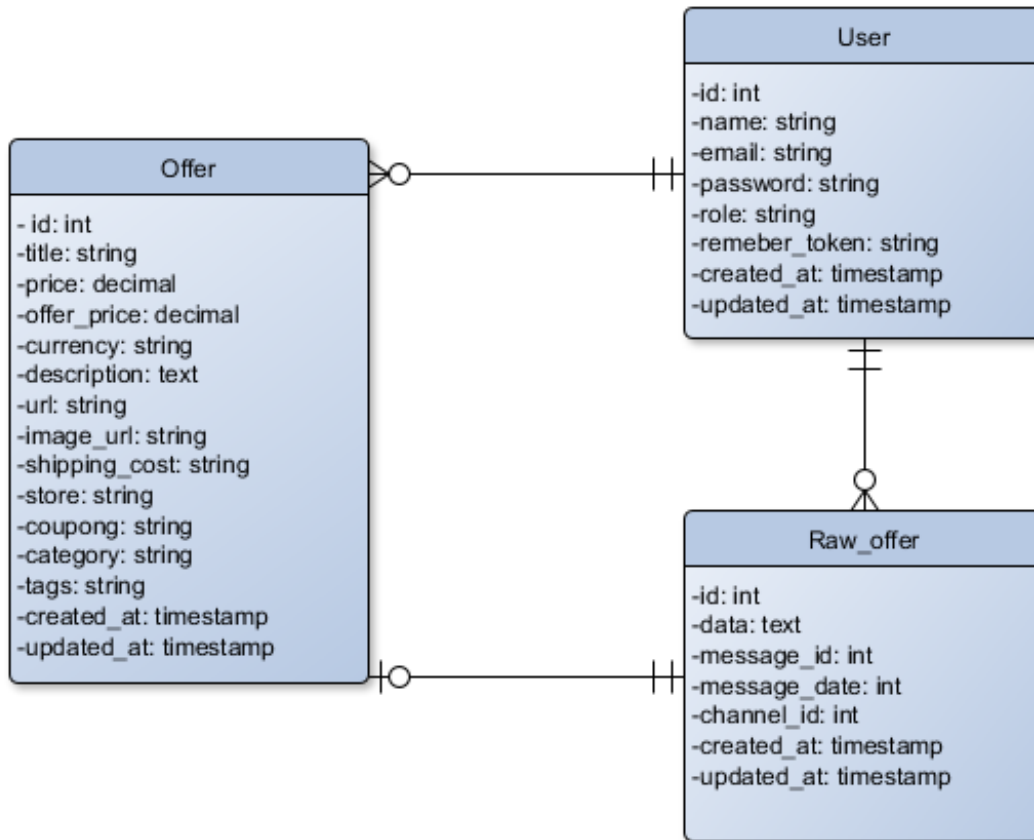 User
-id: int
-name: string
-email: string
-password: string
-role: string
-remeber_token: string
-created_at: timestamp
-updated_at: timestamp
Offer
- id: int
-title: string
-price: decimal
-offer_price: decimal
-currency: string
-description: text
-url: string
-image_url: string
-shipping_cost: string
-store: string
-coupong: string
-category: string
-tags: string
-created_at: timestamp
-updated_at: timestamp
Raw_offer
-id: int
-data: text
-message_id: int
-message_date: int
-channel_id: int
-created_at: timestamp
-updated_at: timestamp